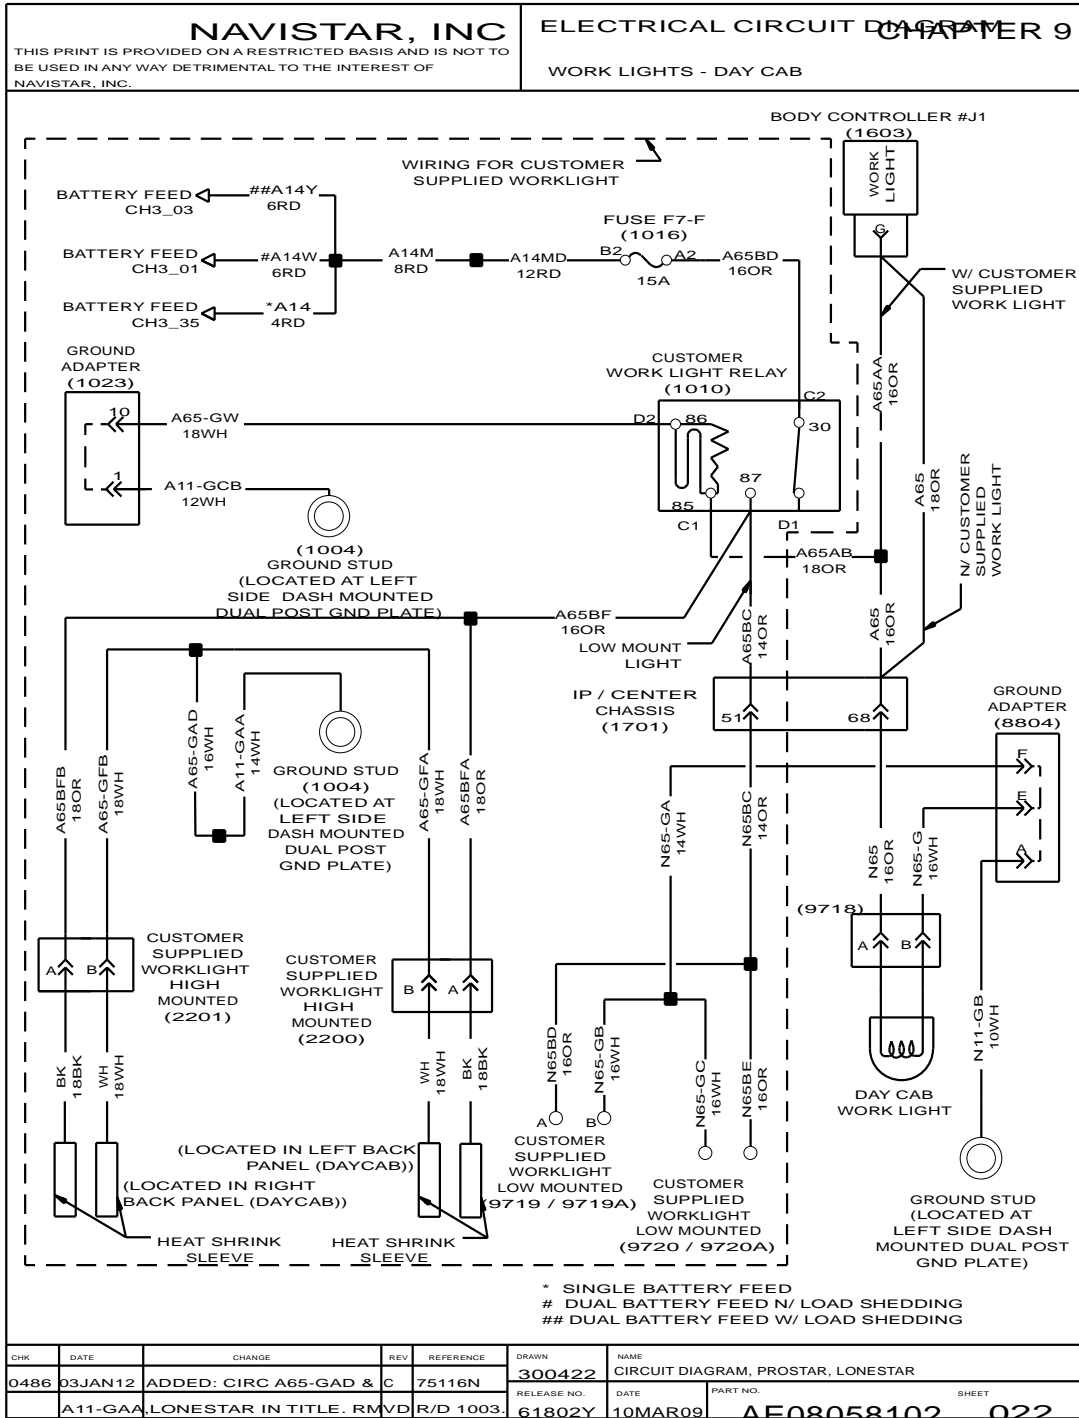 NAVISTAR, INC
THIS PRINT IS PROVIDED ON A RESTRICTED BASIS AND IS NOT TO
BE USED IN ANY WAY DETRIMENTAL TO THE INTEREST OF
NAVISTAR, INC.
ELECTRICAL CIRCUIT DIAGRAM
CHAPTER 9
WORK LIGHTS - DAY CAB
BODY CONTROLLER #J1
(1603)
WORK
LIGHT
G
WIRING FOR CUSTOMER
SUPPLIED WORKLIGHT
BATTERY FEED
CH3_03
##A14Y
6RD
BATTERY FEED
CH3_01
#A14W
6RD
BATTERY FEED
CH3_35
*A14
4RD
A14M
8RD
A14MD
12RD
FUSE F7-F
(1016)
B2
A2
15A
A65BD
16OR
W/ CUSTOMER
SUPPLIED
WORK LIGHT
GROUND
ADAPTER
(1023)
10
1
A65-GW
18WH
A11-GCB
12WH
(1004)
GROUND STUD
(LOCATED AT LEFT
SIDE DASH MOUNTED
DUAL POST GND PLATE)
CUSTOMER
WORK LIGHT RELAY
(1010)
C2
D2
86
30
87
85
C1
D1
A65AA
16OR
A65
18OR
N/ CUSTOMER
SUPPLIED
WORK LIGHT
A65AB
18OR
A65BF
16OR
LOW MOUNT
LIGHT
A65BC
14OR
A65
16OR
IP / CENTER
CHASSIS
(1701)
51
68
GROUND
ADAPTER
(8804)
F
E
A
A65BFB
18OR
A65-GFB
18WH
A65-GAD
16WH
A11-GAA
14WH
GROUND STUD
(1004)
(LOCATED AT
LEFT SIDE
DASH MOUNTED
DUAL POST
GND PLATE)
A65-GFA
18WH
A65BFA
18OR
N65-GA
14WH
N65BC
14OR
N65
16OR
N65-G
16WH
(9718)
A
B
A
B
CUSTOMER
SUPPLIED
WORKLIGHT
HIGH
MOUNTED
(2201)
CUSTOMER
SUPPLIED
WORKLIGHT
HIGH
MOUNTED
(2200)
B
A
BK
18BK
WH
18WH
WH
18WH
BK
18BK
N65BD
16OR
N65-GB
16WH
N65-GC
16WH
N65BE
16OR
N11-GB
10WH
DAY CAB
WORK LIGHT
A
B
CUSTOMER
SUPPLIED
WORKLIGHT
LOW MOUNTED
(9719 / 9719A)
CUSTOMER
SUPPLIED
WORKLIGHT
LOW MOUNTED
(9720 / 9720A)
(LOCATED IN LEFT BACK
PANEL (DAYCAB))
(LOCATED IN RIGHT
BACK PANEL (DAYCAB))
HEAT SHRINK
SLEEVE
HEAT SHRINK
SLEEVE
GROUND STUD
(LOCATED AT
LEFT SIDE DASH
MOUNTED DUAL POST
GND PLATE)
* SINGLE BATTERY FEED
# DUAL BATTERY FEED N/ LOAD SHEDDING
## DUAL BATTERY FEED W/ LOAD SHEDDING
CHK DATE CHANGE REV REFERENCE
0486 03JAN12 ADDED: CIRC A65-GAD & C 75116N
A11-GAA,LONESTAR IN TITLE. RMVD R/D 1003.
DRAWN
300422
NAME
CIRCUIT DIAGRAM, PROSTAR, LONESTAR
RELEASE NO.
61802Y
DATE
10MAR09
PART NO.
AE08058102
SHEET
022